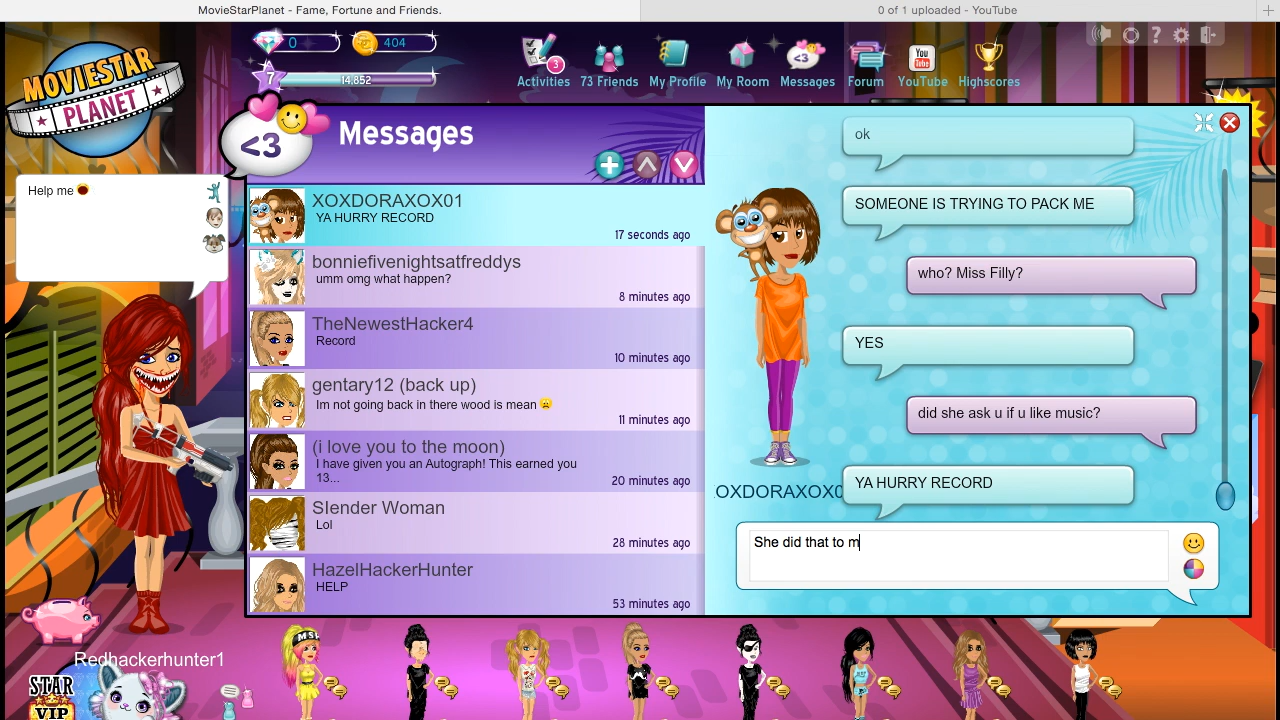 MovieStarPlanet - Fame, Fortune and Friends.
0 of 1 uploaded - YouTube
MOVIESTAR
PLANET
0
404
7
14,852
Activities
3
73 Friends
My Profile
My Room
<3
Messages
Forum
You
Tube
YouTube
Highscores
?
<3
Messages
Help me
XOXDORAXOX01
YA HURRY RECORD
17 seconds ago
bonniefivenightsatfreddys
umm omg what happen?
8 minutes ago
TheNewestHacker4
Record
10 minutes ago
gentary12 (back up)
Im not going back in there wood is mean
11 minutes ago
(i love you to the moon)
I have given you an Autograph! This earned you
13...
20 minutes ago
Slender Woman
Lol
28 minutes ago
HazelHackerHunter
HELP
53 minutes ago
ok
SOMEONE IS TRYING TO PACK ME
who? Miss Filly?
YES
did she ask u if u like music?
YA HURRY RECORD
OXDORAXOX0
She did that to m
Redhackerhunter1
STAR
VIP
MSP